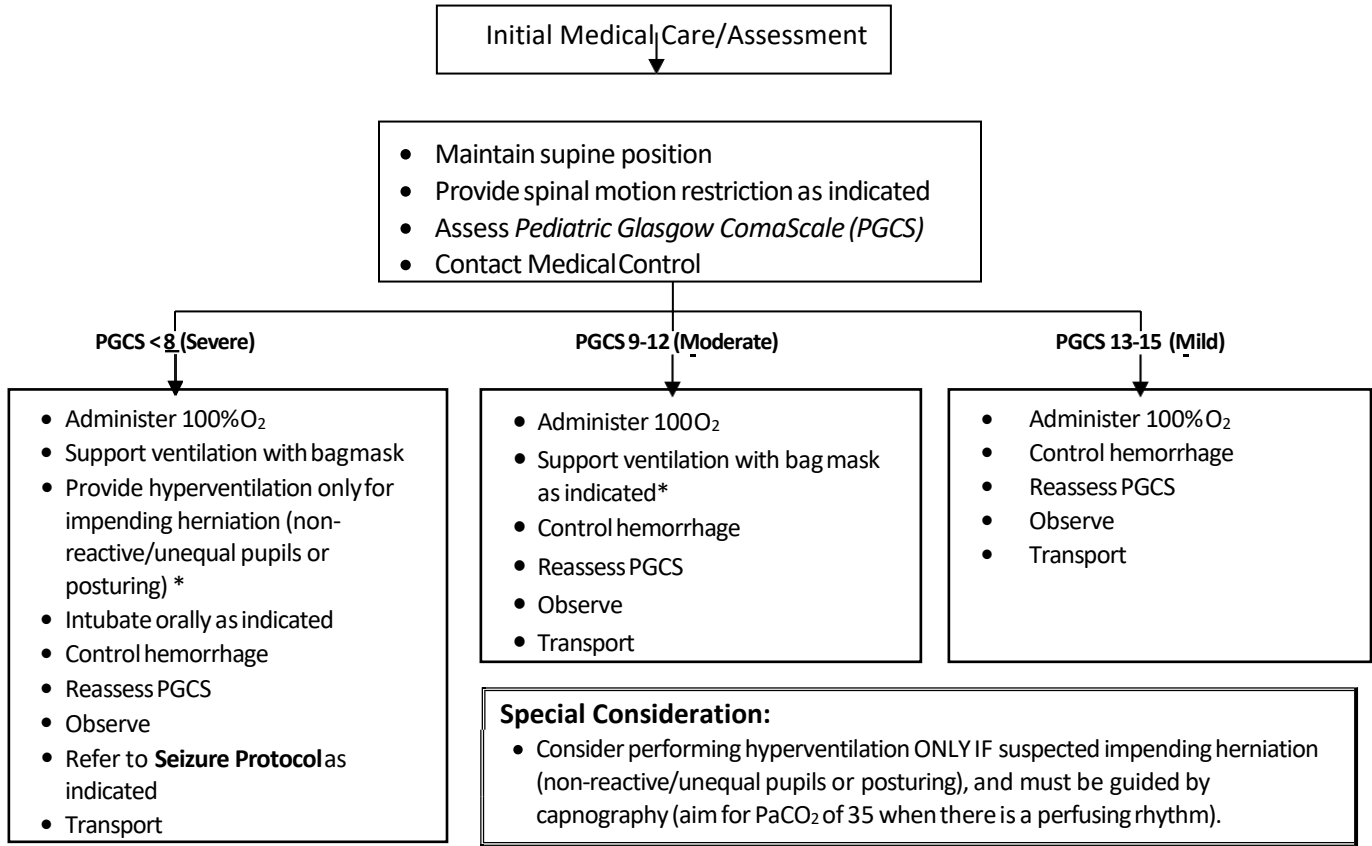 Initial Medical Care/Assessment
• Maintain supine position
• Provide spinal motion restriction as indicated
• Assess Pediatric Glasgow ComaScale (PGCS)
• Contact Medical Control
PGCS < 8 (Severe)
PGCS 9-12 (Moderate)
PGCS 13-15 (Mild)
• Administer 100% O₂
• Support ventilation with bag mask
• Provide hyperventilation only for
impending herniation (non-
reactive/unequal pupils or
posturing) *
• Intubate orally as indicated
• Control hemorrhage
• Reassess PGCS
• Observe
• Refer to Seizure Protocol as
indicated
• Transport
• Administer 100O₂
• Support ventilation with bag mask
as indicated*
• Control hemorrhage
• Reassess PGCS
• Observe
• Transport
• Administer 100% O₂
• Control hemorrhage
• Reassess PGCS
• Observe
• Transport
Special Consideration:
• Consider performing hyperventilation ONLY IF suspected impending herniation
(non-reactive/unequal pupils or posturing), and must be guided by
capnography (aim for PaCO₂ of 35 when there is a perfusing rhythm).